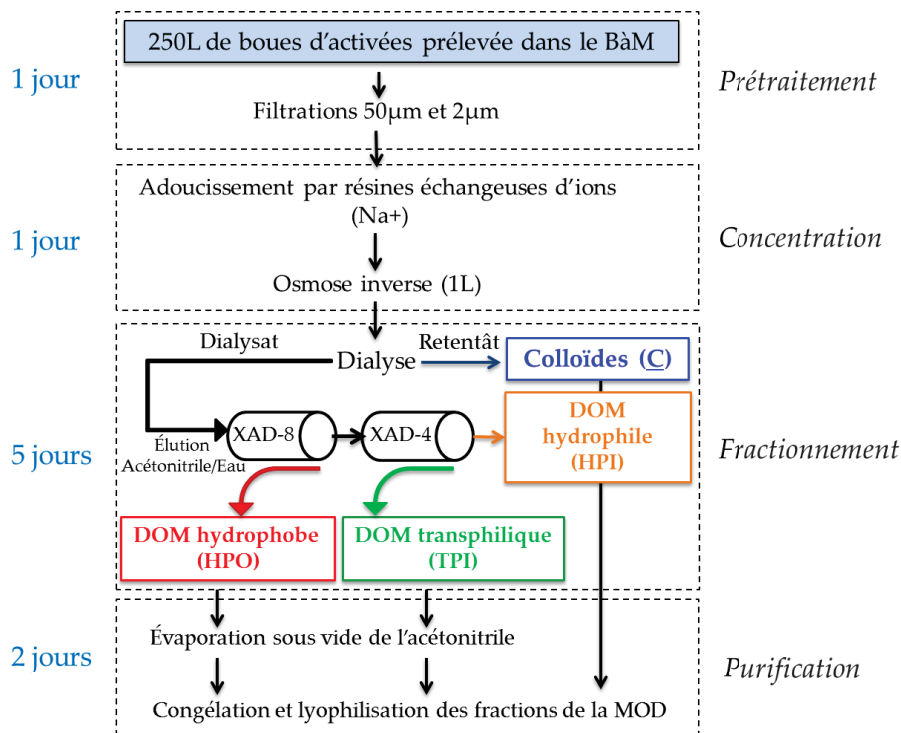 250L de boues d'activées prélevée dans le BàM
1 jour
Prétraitement
Filtrations 50µm et 2µm
Adoucissement par résines échangeuses d'ions
(Na+)
1 jour
Concentration
Osmose inverse (1L)
Dialysat
Retentât
Dialyse
Colloïdes (C)
XAD-8
XAD-4
DOM
hydrophile
(HPI)
Élution
Acétonitrile/Eau
5 jours
Fractionnement
DOM hydrophobe
(HPO)
DOM transphilique
(TPI)
Évaporation sous vide de l'acétonitrile
2 jours
Purification
Congélation et lyophilisation des fractions de la MOD